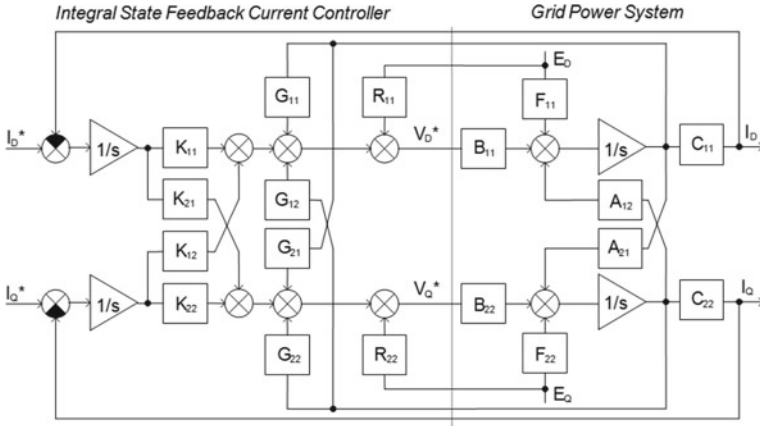 Integral State Feedback Current Controller
Grid Power System
G₁₁
R₁₁
E_D
F₁₁
I_D*
1/s
K₁₁
V_D*
B₁₁
1/s
C₁₁
I_D
K₂₁
G₁₂
A₁₂
K₁₂
G₂₁
A₂₁
I_Q*
1/s
K₂₂
V_Q*
B₂₂
1/s
C₂₂
I_Q
G₂₂
R₂₂
F₂₂
E_Q